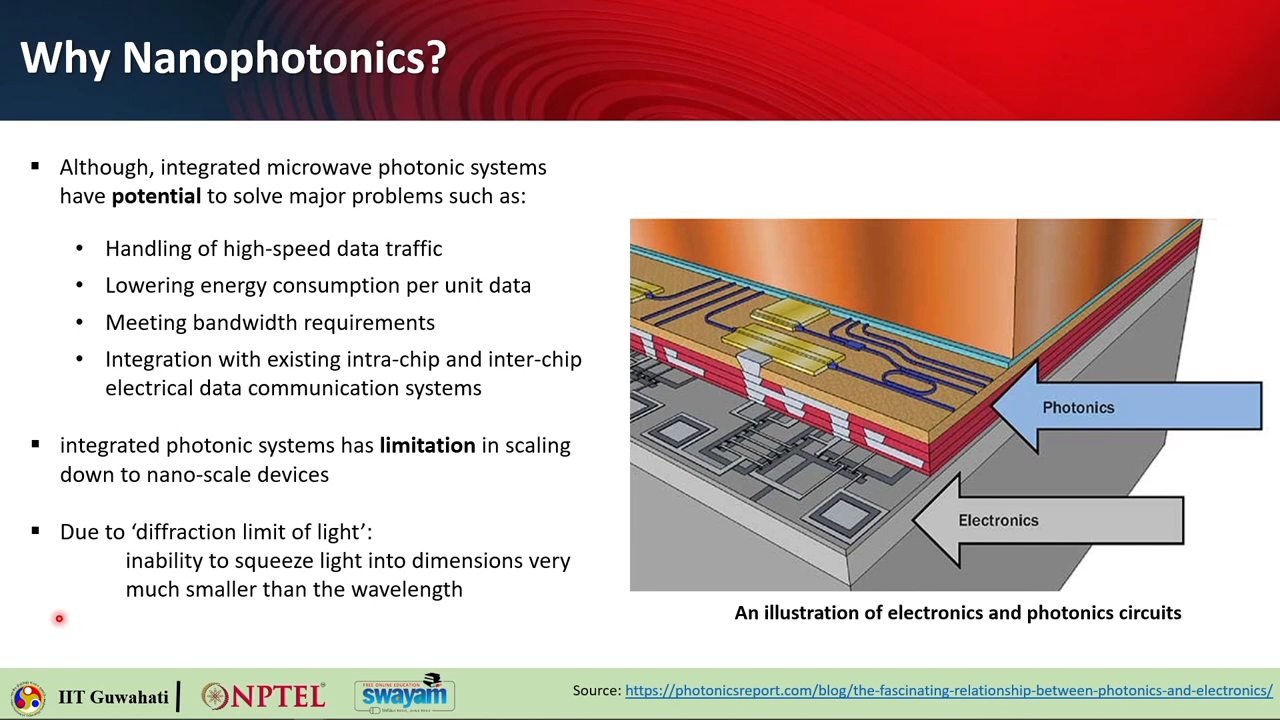 Why Nanophotonics?
▪ Although, integrated microwave photonic systems
have potential to solve major problems such as:
• Handling of high-speed data traffic
• Lowering energy consumption per unit data
• Meeting bandwidth requirements
• Integration with existing intra-chip and inter-chip
electrical data communication systems
▪ integrated photonic systems has limitation in scaling
down to nano-scale devices
▪ Due to ‘diffraction limit of light’:
inability to squeeze light into dimensions very
much smaller than the wavelength
Photonics
Electronics
An illustration of electronics and photonics circuits
IIT Guwahati
NPTEL
FREE ONLINE EDUCATION
swayam
Source: https://photonicsreport.com/blog/the-fascinating-relationship-between-photonics-and-electronics/